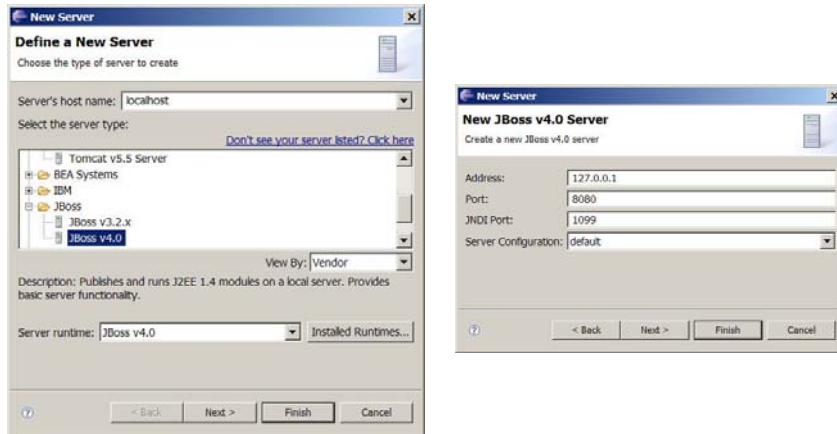 New Server
Define a New Server
Choose the type of server to create
Server's host name: localhost
Select the server type:
Don't see your server listed? Click here
Tomcat v5.5 Server
BEA Systems
IBM
JBoss
JBoss v3.2.x
JBoss v4.0
View By: Vendor
Description: Publishes and runs J2EE 1.4 modules on a local server. Provides
basic server functionality.
Server runtime: JBoss v4.0 Installed Runtimes...
< Back Next > Finish Cancel
New Server
New JBoss v4.0 Server
Create a new JBoss v4.0 server
Address: 127.0.0.1
Port: 8080
JNDI Port: 1099
Server Configuration: default
< Back Next > Finish Cancel